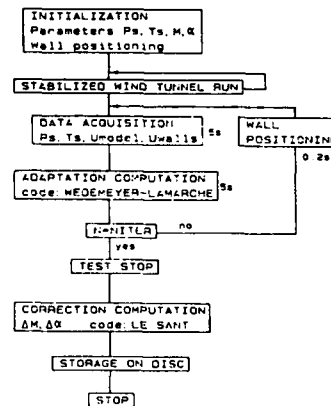 INITIALIZATION
Parameters Ps, Ts, M, α
Wall positioning
STABILIZED WIND TUNNEL RUN
DATA ACQUISITION
Ps, Ts, Umodel, Uwalls
5s
WALL
POSITIONING
0.2s
ADAPTATION COMPUTATION
code: WEDEMEYER-LAMARCHE
5s
N=NITER
no
yes
TEST STOP
CORRECTION COMPUTATION
ΔM, Δα code: LE SANT
STORAGE ON DISC
STOP